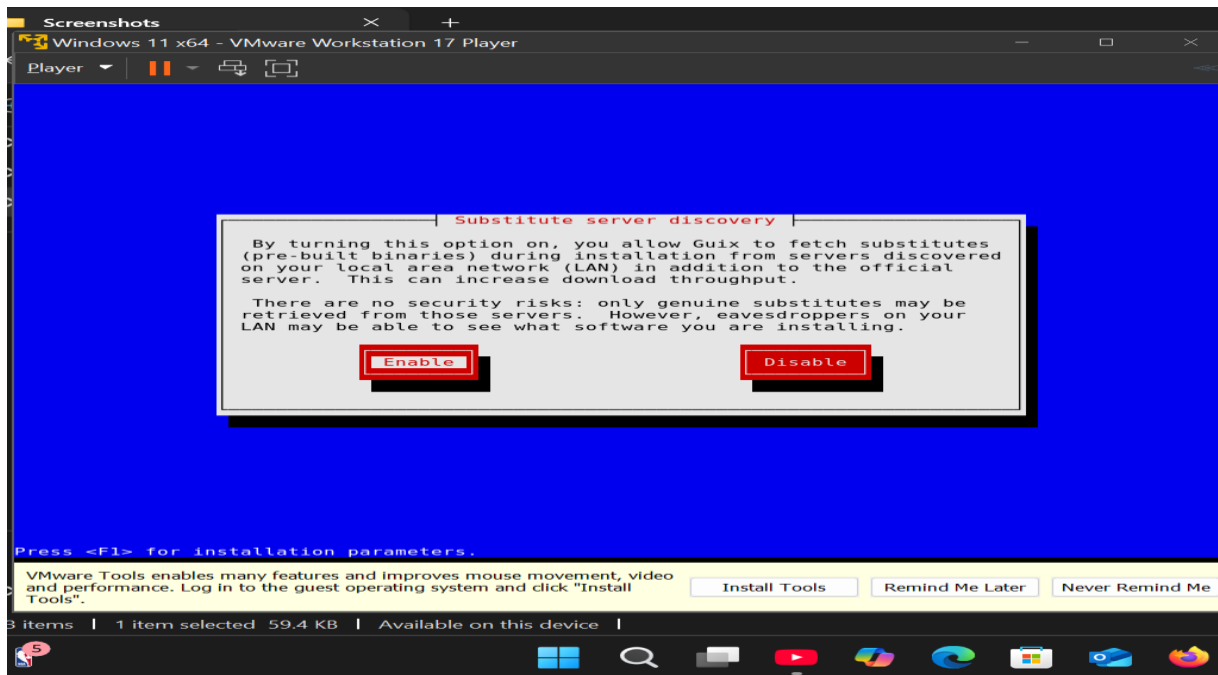 Screenshots
Windows 11 x64 - VMware Workstation 17 Player
Player
Substitute server discovery
By turning this option on, you allow Guix to fetch substitutes
(pre-built binaries) during installation from servers discovered
on your local area network (LAN) in addition to the official
server.  This can increase download throughput.
There are no security risks: only genuine substitutes may be
retrieved from those servers.  However, eavesdroppers on your
LAN may be able to see what software you are installing.
Enable Disable
Press <F1> for installation parameters.
VMware Tools enables many features and improves mouse movement, video
and performance. Log in to the guest operating system and click "Install
Tools".
Install Tools Remind Me Later Never Remind Me
3 items | 1 item selected 59.4 KB | Available on this device |
5